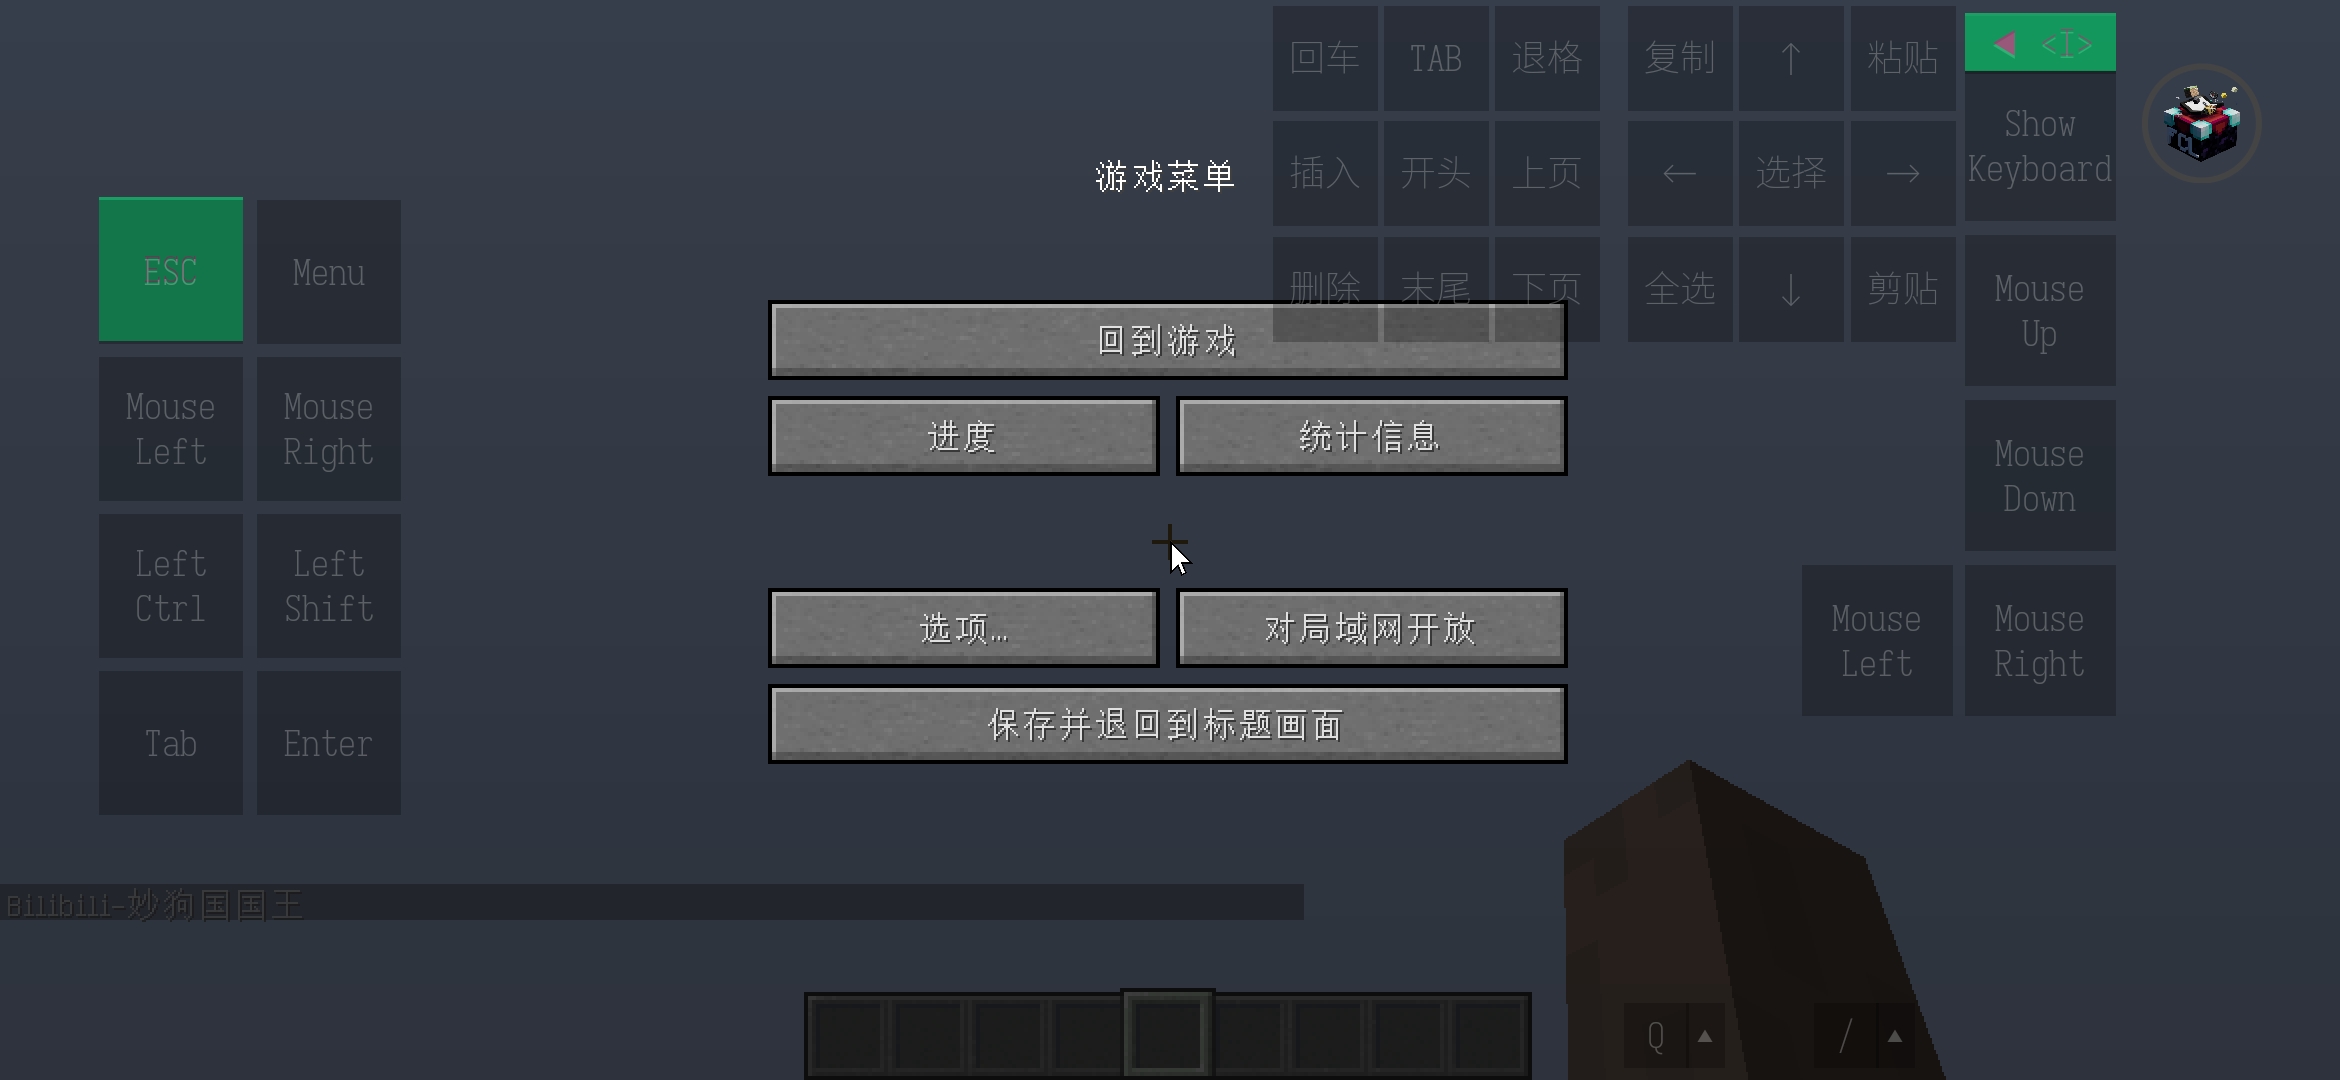 回车 TAB 退格 复制 ↑ 粘贴 ◀ <I>
Show
Keyboard
游戏菜单
插入 开头 上页 ← 选择 →
删除 末尾 下页 全选 ↓ 剪贴
Mouse
Up
ESC Menu
回到游戏
Mouse
Left
Mouse
Right
进度 统计信息
Mouse
Down
Left
Ctrl
Left
Shift
选项... 对局域网开放
Mouse
Left
Mouse
Right
Tab Enter
保存并退回到标题画面
Bilibili-妙狗国国王
Q ▲ / ▲